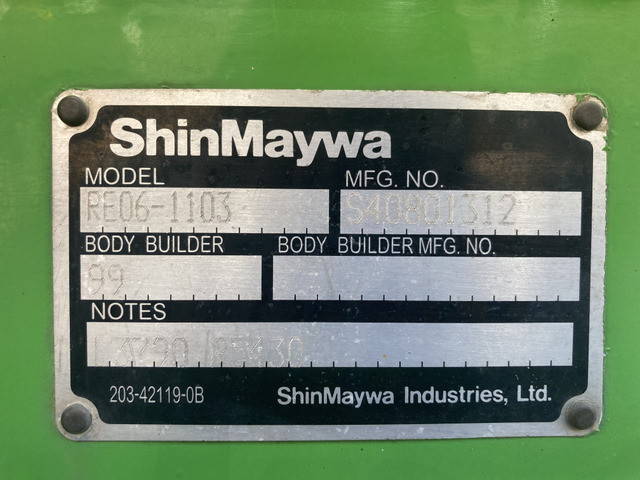 ShinMaywa
MODEL MFG. NO.
RE06-1103 S40801312
BODY BUILDER BODY BUILDER MFG. NO.
99
NOTES
203-42119-0B ShinMaywa Industries, Ltd.